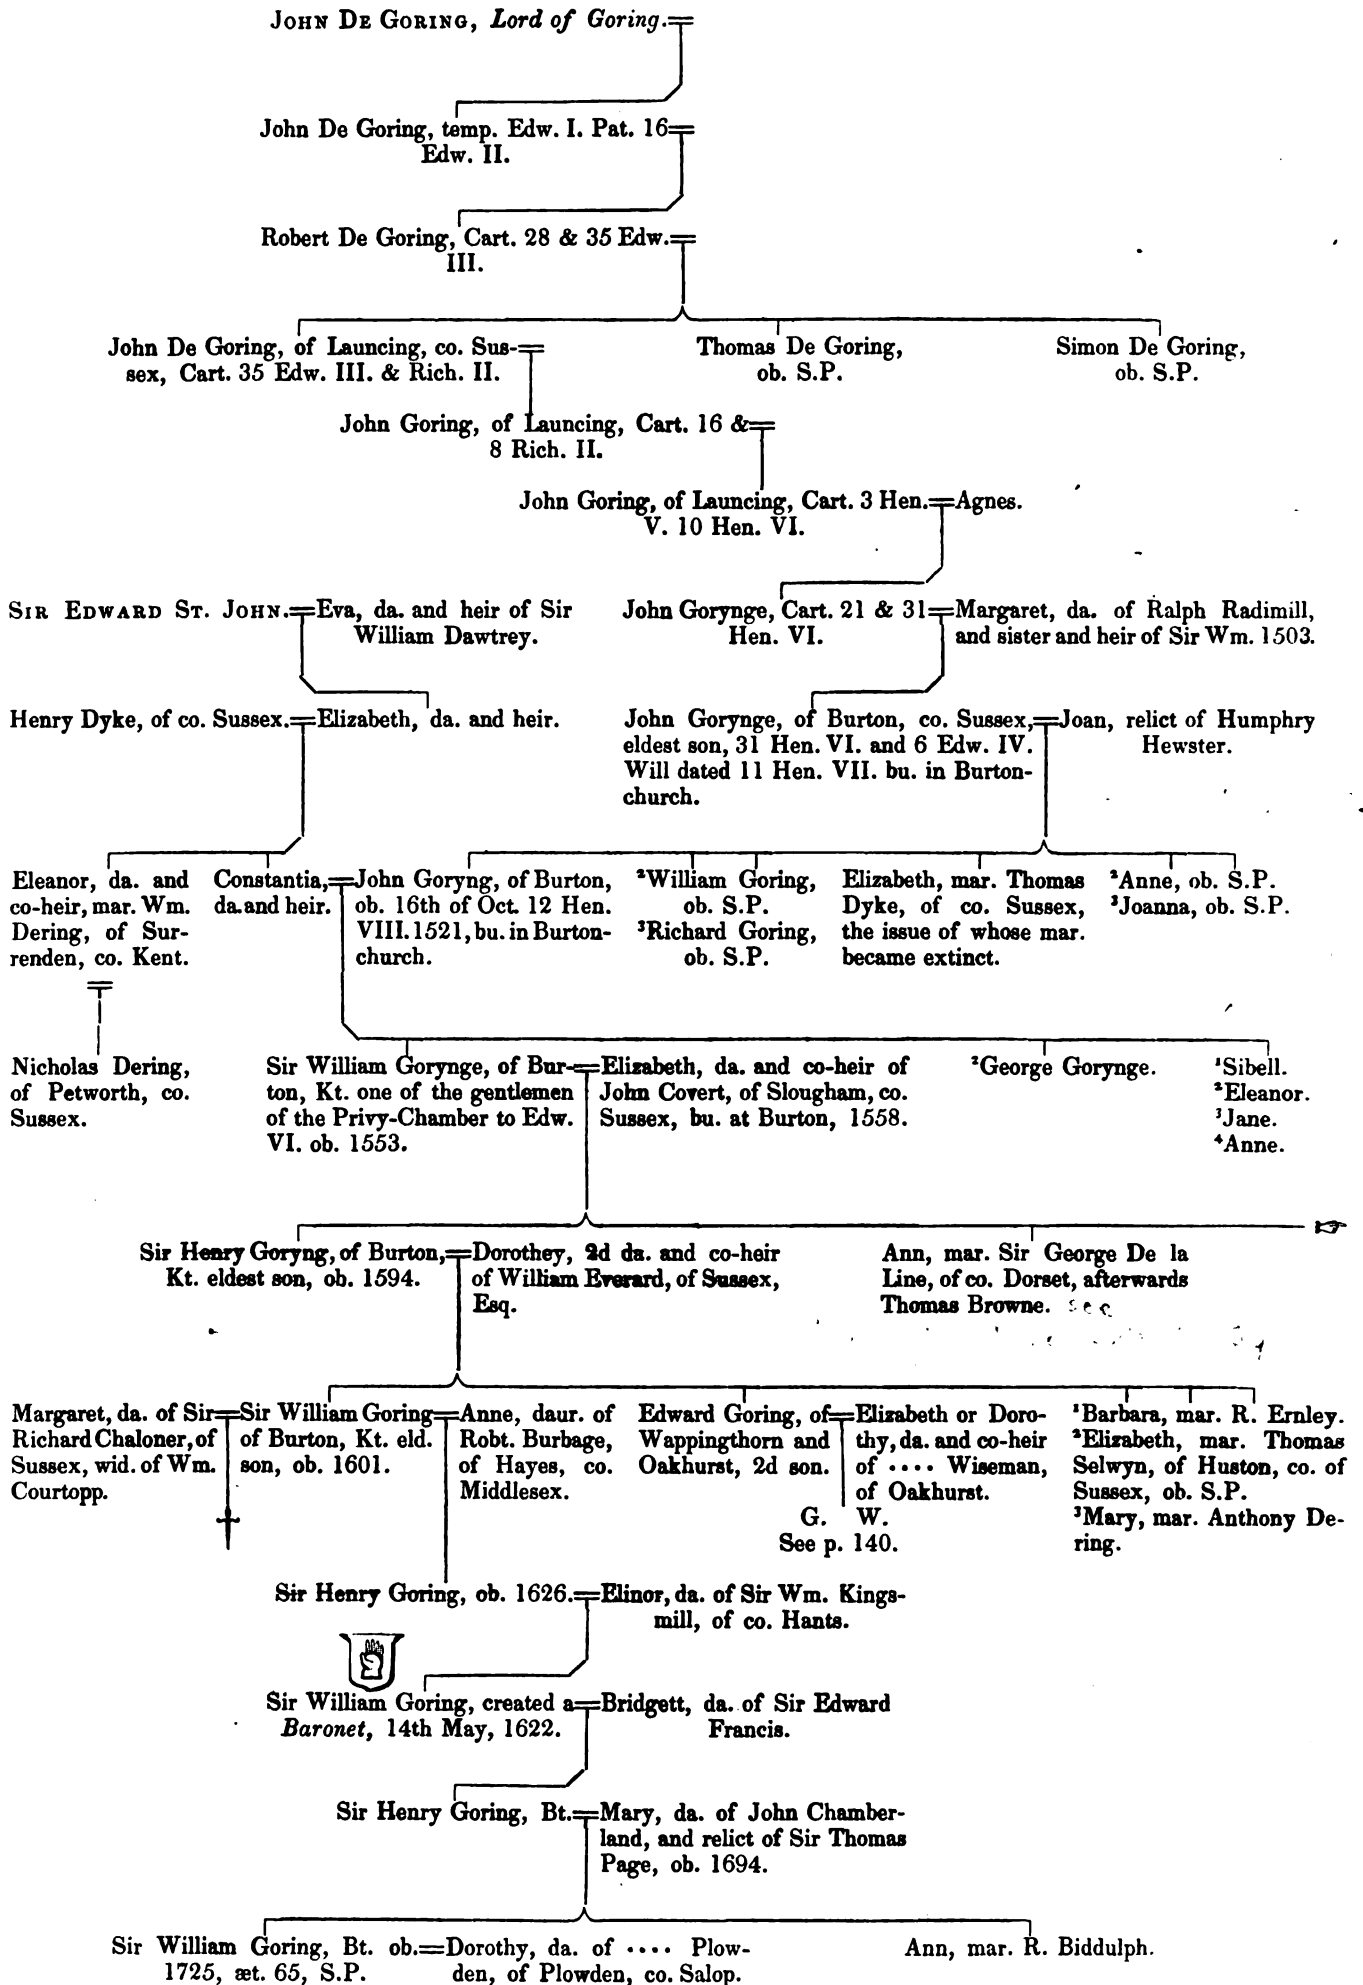 JOHN DE GORING, Lord of Goring.
John De Goring, temp. Edw. I. Pat. 16
Edw. II.
Robert De Goring, Cart. 28 & 35 Edw.
III.
John De Goring, of Launcing, co. Sus-
sex, Cart. 35 Edw. III. & Rich. II.
Thomas De Goring,
ob. S.P.
Simon De Goring,
ob. S.P.
John Goring, of Launcing, Cart. 16 &
8 Rich. II.
John Goring, of Launcing, Cart. 3 Hen.
V. 10 Hen. VI.
Agnes.
SIR EDWARD ST. JOHN.
Eva, da. and heir of Sir
William Dawtrey.
John Gorynge, Cart. 21 & 31
Hen. VI.
Margaret, da. of Ralph Radimill,
and sister and heir of Sir Wm. 1503.
Henry Dyke, of co. Sussex.
Elizabeth, da. and heir.
John Gorynge, of Burton, co. Sussex,
eldest son, 31 Hen. VI. and 6 Edw. IV.
Will dated 11 Hen. VII. bu. in Burton-
church.
Joan, relict of Humphry
Hewster.
Eleanor, da. and
co-heir, mar. Wm.
Dering, of Sur-
renden, co. Kent.
Constantia,
da. and heir.
John Goryng, of Burton,
ob. 16th of Oct. 12 Hen.
VIII. 1521, bu. in Burton-
church.
²William Goring,
ob. S.P.
³Richard Goring,
ob. S.P.
Elizabeth, mar. Thomas
Dyke, of co. Sussex,
the issue of whose mar.
became extinct.
²Anne, ob. S.P.
³Joanna, ob. S.P.
Nicholas Dering,
of Petworth, co.
Sussex.
Sir William Gorynge, of Bur-
ton, Kt. one of the gentlemen
of the Privy-Chamber to Edw.
VI. ob. 1553.
Elizabeth, da. and co-heir of
John Covert, of Slougham, co.
Sussex, bu. at Burton, 1558.
²George Gorynge.
¹Sibell.
²Eleanor.
³Jane.
⁴Anne.
Sir Henry Goryng, of Burton,
Kt. eldest son, ob. 1594.
Dorothey, 2d da. and co-heir
of William Everard, of Sussex,
Esq.
Ann, mar. Sir George De la
Line, of co. Dorset, afterwards
Thomas Browne.
Margaret, da. of Sir
Richard Chaloner, of
Sussex, wid. of Wm.
Courtopp.
Sir William Goring
of Burton, Kt. eld.
son, ob. 1601.
Anne, daur. of
Robt. Burbage,
of Hayes, co.
Middlesex.
Edward Goring, of
Wappingthorn and
Oakhurst, 2d son.
Elizabeth or Doro-
thy, da. and co-heir
of .... Wiseman,
of Oakhurst.
G. W.
See p. 140.
¹Barbara, mar. R. Ernley.
²Elizabeth, mar. Thomas
Selwyn, of Huston, co. of
Sussex, ob. S.P.
³Mary, mar. Anthony De-
ring.
Sir Henry Goring, ob. 1626.
Elinor, da. of Sir Wm. Kings-
mill, of co. Hants.
Sir William Goring, created a
Baronet, 14th May, 1622.
Bridgett, da. of Sir Edward
Francis.
Sir Henry Goring, Bt.
Mary, da. of John Chamber-
land, and relict of Sir Thomas
Page, ob. 1694.
Sir William Goring, Bt. ob.
1725, æt. 65, S.P.
Dorothy, da. of .... Plow-
den, of Plowden, co. Salop.
Ann, mar. R. Biddulph.